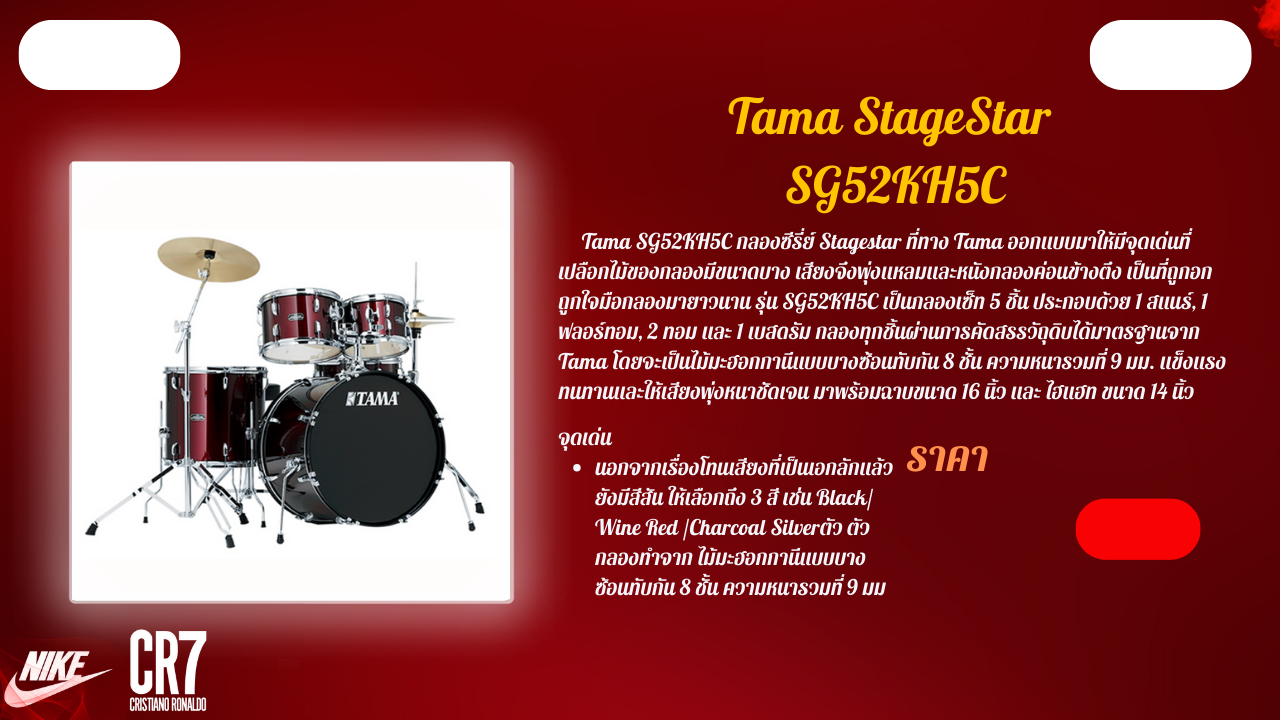 Tama StageStar
SG52KH5C
Tama SG52KH5C กลองซีรี่ย์ Stagestar ที่ทาง Tama ออกแบบมาให้มีจุดเด่นที่
เปลือกไม้ของกลองมีขนาดบาง เสียงจึงพุ่งแหลมและหนังกลองค่อนข้างตึง เป็นที่ถูกอก
ถูกใจมือกลองมายาวนาน รุ่น SG52KH5C เป็นกลองเซ็ท 5 ชิ้น ประกอบด้วย 1 สแนร์, 1
ฟลอร์ทอม, 2 ทอม และ 1 เบสดรัม กลองทุกชิ้นผ่านการคัดสรรวัถุดิบได้มาตรฐานจาก
Tama โดยจะเป็นไม้มะฮอกกานีแบบบางซ้อนทับกัน 8 ชั้น ความหนารวมที่ 9 มม. แข็งแรง
ทนทานและให้เสียงพุ่งหนาชัดเจน มาพร้อมฉาบขนาด 16 นิ้ว และ ไฮแฮท ขนาด 14 นิ้ว
จุดเด่น
• นอกจากเรื่องโทนเสียงที่เป็นเอกลักแล้ว
ยังมีสีสัน ให้เลือกถึง 3 สี เช่น Black/
Wine Red /Charcoal Silverตัว ตัว
กลองทำจาก ไม้มะฮอกกานีแบบบาง
ซ้อนทับกัน 8 ชั้น ความหนารวมที่ 9 มม
ราคา
TAMA
NIKE
CR7
CRISTIANO RONALDO